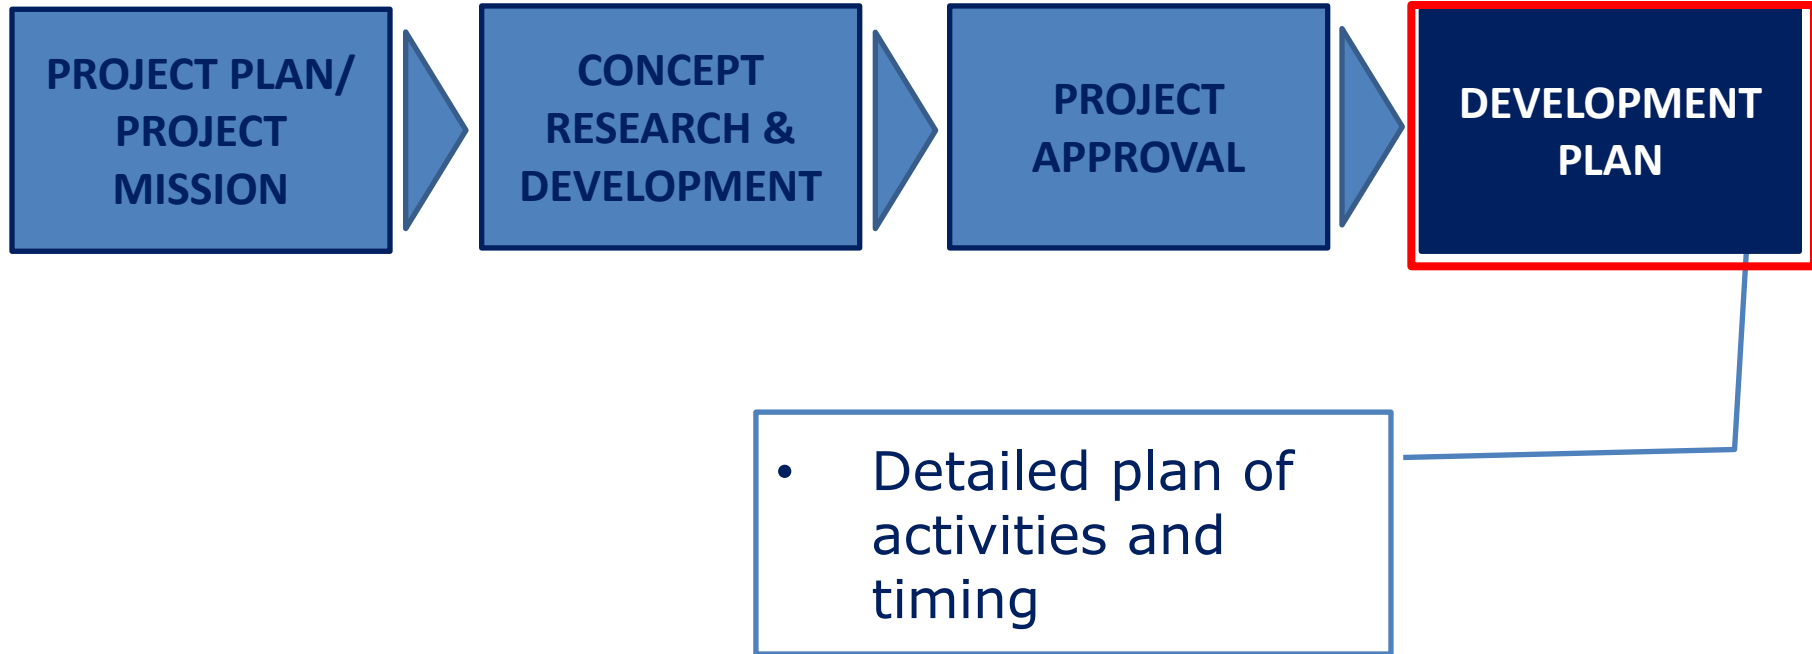 PROJECT PLAN/
PROJECT
MISSION
CONCEPT
RESEARCH &
DEVELOPMENT
PROJECT
APPROVAL
DEVELOPMENT
PLAN
• Detailed plan of
activities and
timing